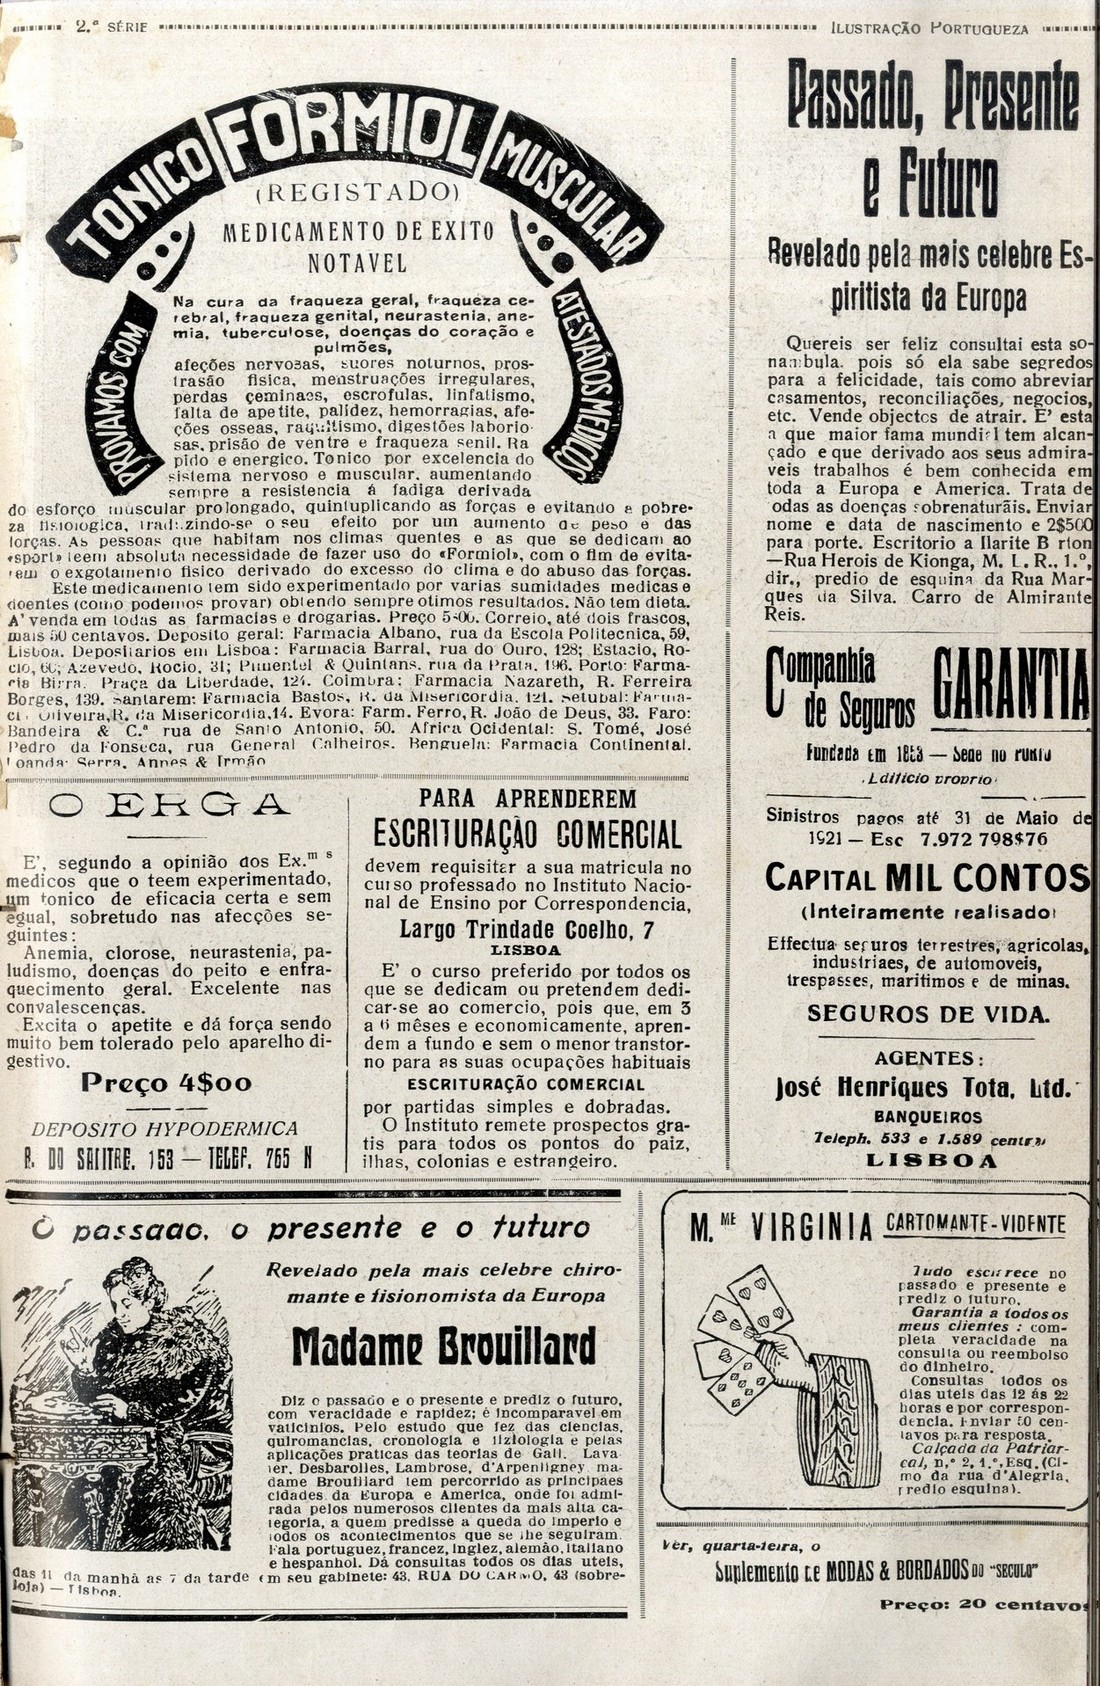 2.ª SÉRIE
ILUSTRAÇÃO PORTUGUEZA
TONICO FORMIOL MUSCULAR
(REGISTADO)
MEDICAMENTO DE EXITO
NOTAVEL
PROVAMOS COM
ATESTADOS MEDICOS
Na cura da fraqueza geral, fraqueza ce-
rebral, fraqueza genital, neurastenia, ane-
mia, tuberculose, doenças do coração e
pulmões,
afeções nervosas, suores noturnos, pros-
trasão fisica, menstruações irregulares,
perdas çeminaes, escrofulas, linfatismo,
falta de apetite, palidez, hemorragias, afe-
ções osseas, raquitismo, digestões laborio-
sas, prisão de ventre e fraqueza senil. Ra
pido e energico. Tonico por excelencia do
sistema nervoso e muscular, aumentando
sempre a resistencia á fadiga derivada
do esforço muscular prolongado, quintuplicando as forças e evitando a pobre-
za fisiologica, traduzindo-se o seu efeito por um aumento de peso e das
forças. As pessoas que habitam nos climas quentes e as que se dedicam ao
«sport» teem absoluta necessidade de fazer uso do «Formiol», com o fim de evita-
rem o exgotamento fisico derivado do excesso do clima e do abuso das forças.
Este medicamento tem sido experimentado por varias sumidades medicas e
doentes (como podemos provar) obtendo sempre otimos resultados. Não tem dieta.
A' venda em todas as farmacias e drogarias. Preço Correio, até dois frascos,
mais 50 centavos. Deposito geral: Farmacia Albano, rua da Escola Politecnica, 59,
Lisboa. Depositarios em Lisboa: Farmacia Barral, rua do Ouro, 128; Estacio, Ro-
cio, 60; Azevedo, Rocio, 31; Pimentel & Quintans, rua da Prata, 196. Porto: Farma-
cia Birra, Praça da Liberdade, 124. Coimbra: Farmacia Nazareth, R. Ferreira
Borges, 139. Santarem: Farmacia Bastos, R. da Misericordia, 121. Setubal: Farma-
cia Oliveira, R. da Misericordia, 14. Evora: Farm. Ferro, R. João de Deus, 33. Faro:
Bandeira & C.ª rua de Santo Antonio, 50. Africa Ocidental: S. Tomé, José
Pedro da Fonseca, rua General Calheiros. Benguela: Farmacia Continental.
Loanda: Serra, Annes & Irmão
O ERGA
E', segundo a opinião dos Ex.ᵐˢ
medicos que o teem experimentado,
um tonico de eficacia certa e sem
egual, sobretudo nas afecções se-
guintes:
Anemia, clorose, neurastenia, pa-
ludismo, doenças do peito e enfra-
quecimento geral. Excelente nas
convalescenças.
Excita o apetite e dá força sendo
muito bem tolerado pelo aparelho di-
gestivo.
Preço 4$00
DEPOSITO HYPODERMICA
R. DO SALITRE, 153 — TELEF. 765 N
PARA APRENDEREM
ESCRITURAÇÃO COMERCIAL
devem requisitar a sua matricula no
curso professado no Instituto Nacio-
nal de Ensino por Correspondencia,
Largo Trindade Coelho, 7
LISBOA
E' o curso preferido por todos os
que se dedicam ou pretendem dedi-
car-se ao comercio, pois que, em 3
a 6 mêses e economicamente, apren-
dem a fundo e sem o menor transtor-
no para as suas ocupações habituais
ESCRITURAÇÃO COMERCIAL
por partidas simples e dobradas.
O Instituto remete prospectos gra-
tis para todos os pontos do paiz,
ilhas, colonias e estrangeiro.
Passado, Presente
e Futuro
Revelado pela mais celebre Es-
piritista da Europa
Quereis ser feliz consultai esta so-
nambula, pois só ela sabe segredos
para a felicidade, tais como abreviar
casamentos, reconciliações, negocios,
etc. Vende objectos de atrair. E' esta
a que maior fama mundial tem alcan-
çado e que derivado aos seus admira-
veis trabalhos é bem conhecida em
toda a Europa e America. Trata de
odas as doenças sobrenaturais. Enviar
nome e data de nascimento e 2$500
para porte. Escritorio a Ilarite B rton
—Rua Herois de Kionga, M. L. R., 1.º,
dir., predio de esquina da Rua Mar-
ques da Silva. Carro de Almirante
Reis.
Companhia
de Seguros GARANTIA
Fundada em 1853 — Séde no PORTO
Edificio proprio
Sinistros pagos até 31 de Maio de
1921 — Esc 7.972 798$76
CAPITAL MIL CONTOS
(Inteiramente realisado)
Effectua seguros terrestres, agricolas,
industriaes, de automoveis,
trespasses, maritimos e de minas.
SEGUROS DE VIDA.
AGENTES:
José Henriques Tota, Ltd.
BANQUEIROS
Teleph. 533 e 1.589 central
LISBOA
O passado, o presente e o futuro
Revelado pela mais celebre chiro-
mante e fisionomista da Europa
Madame Brouillard
Diz o passado e o presente e prediz o futuro,
com veracidade e rapidez; é incomparavel em
vaticinios. Pelo estudo que fez das ciencias,
quiromancias, cronologia e fiziologia e pelas
aplicações praticas das teorias de Gall, Lava
ter, Desbarolles, Lambrose, d'Arpenligney ma-
dame Brouillard tem percorrido as principaes
cidades da Europa e America, onde foi admi-
rada pelos numerosos clientes da mais alta ca-
tegoria, a quem predisse a queda do imperio e
todos os acontecimentos que se lhe seguiram.
Fala portuguez, francez, inglez, alemão, italiano
e hespanhol. Dá consultas todos os dias uteis,
das 11 da manhã as 7 da tarde em seu gabinete: 43, RUA DO CARMO, 43 (sobre-
loja) — Lisboa.
M.ᴹᴱ VIRGINIA CARTOMANTE-VIDENTE
Tudo esclarece no
passado e presente e
prediz o futuro.
Garantia a todos os
meus clientes: com-
pleta veracidade na
consulta ou reembolso
do dinheiro.
Consultas todos os
dias uteis das 12 ás 22
horas e por correspon-
dencia. Enviar 50 cen-
tavos para resposta.
Calçada da Patriar-
cal, n.º 2, 1.º, Esq. (Ci-
mo da rua d'Alegria,
predio esquina).
Ver, quarta-feira, o
Suplemento DE MODAS & BORDADOS DO "SECULO"
Preço: 20 centavos